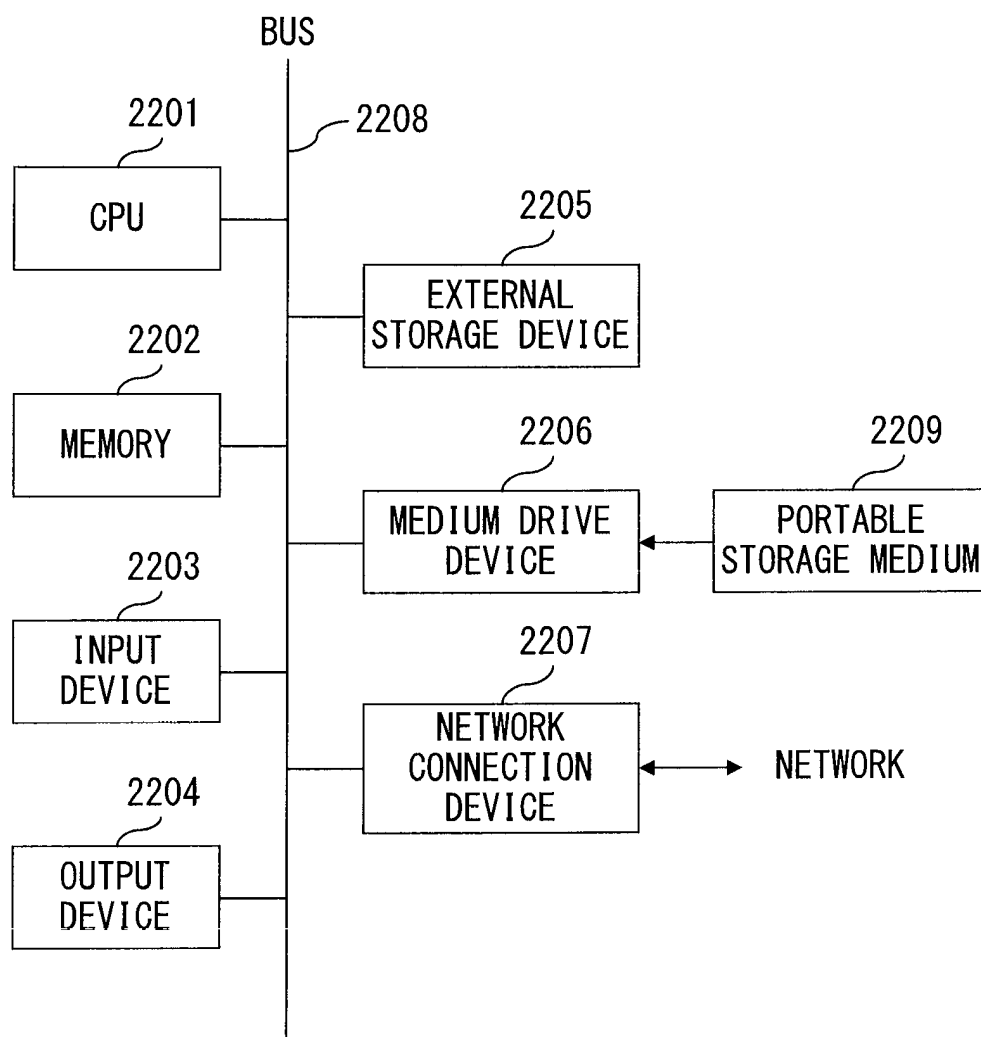 BUS
2201
2208
CPU
2205
EXTERNAL
STORAGE DEVICE
2202
MEMORY
2206
2209
MEDIUM DRIVE
DEVICE
PORTABLE
STORAGE MEDIUM
2203
INPUT
DEVICE
2207
NETWORK
CONNECTION
DEVICE
NETWORK
2204
OUTPUT
DEVICE